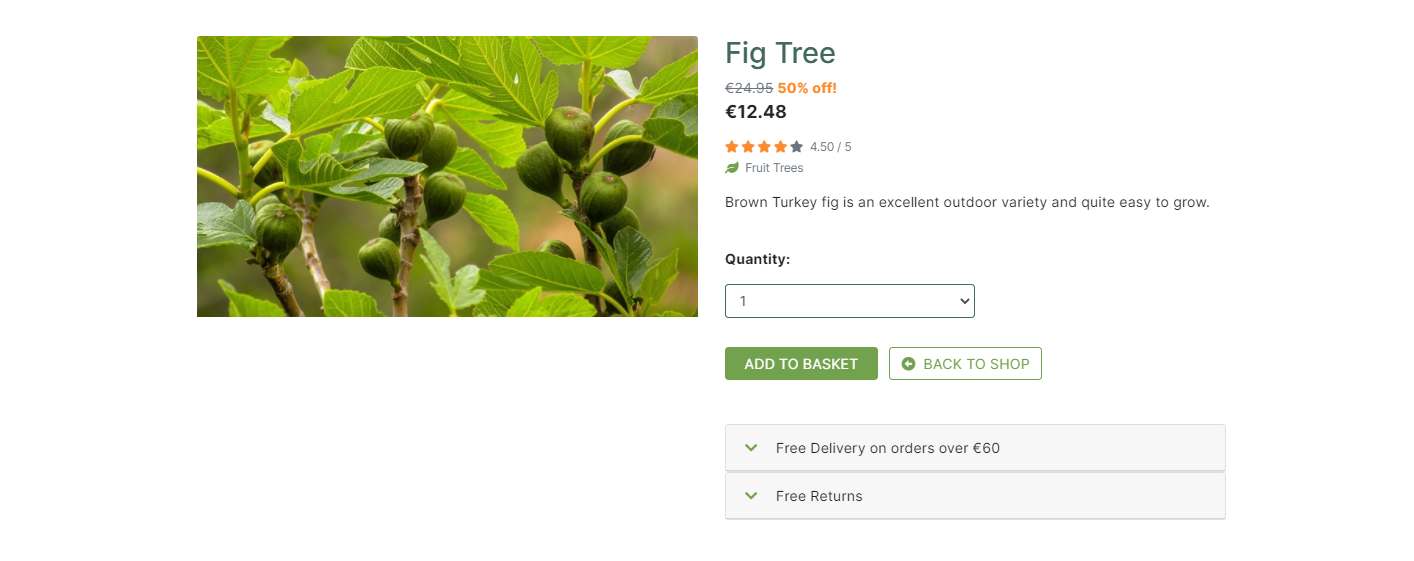 Fig Tree
€24.95 50% off!
€12.48
4.50 / 5
Fruit Trees
Brown Turkey fig is an excellent outdoor variety and quite easy to grow.
Quantity:
1
ADD TO BASKET BACK TO SHOP
Free Delivery on orders over €60
Free Returns